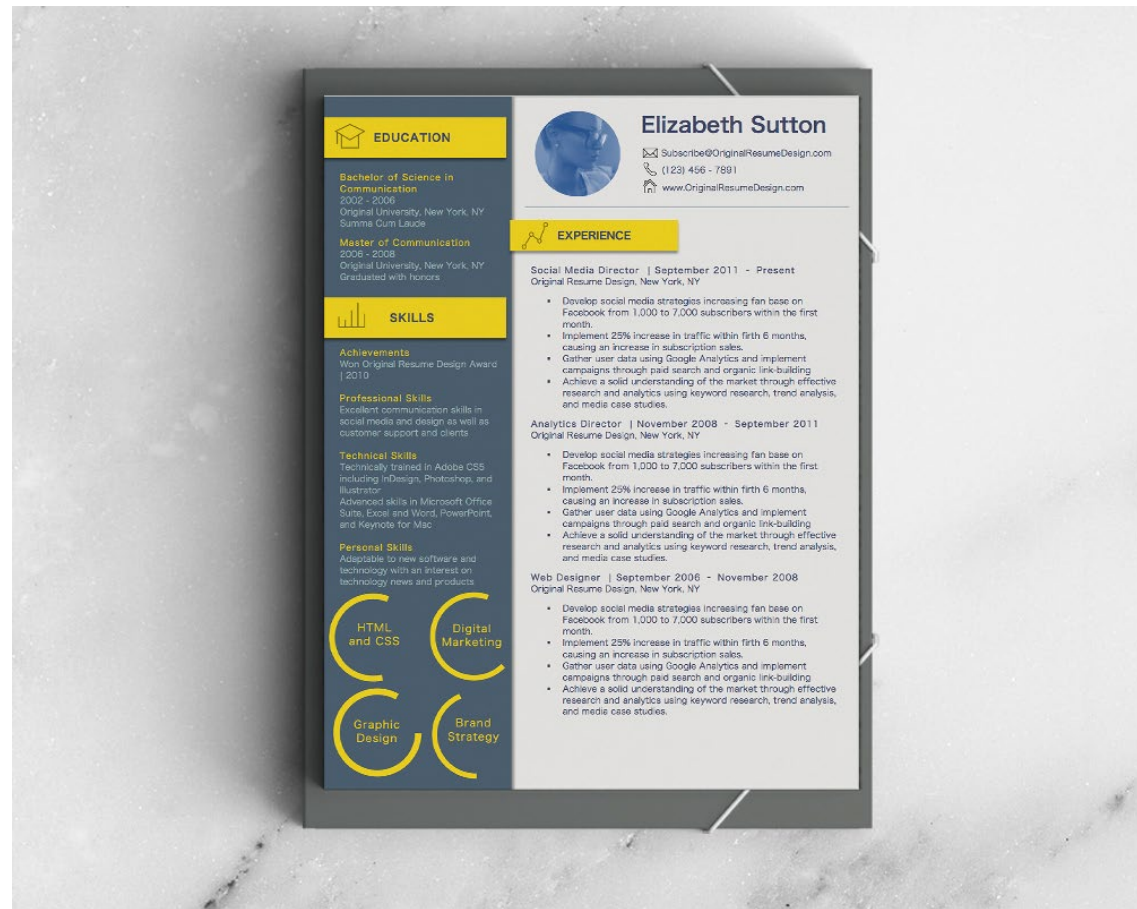 EDUCATION
Bachelor of Science in
Communication
2002 - 2006
Original University, New York, NY
Summa Cum Laude
Master of Communication
2006 - 2008
Original University, New York, NY
Graduated with honors
SKILLS
Achievements
Won Original Resume Design Award
| 2010
Professional Skills
Excellent communication skills in
social media and design as well as
customer support and clients
Technical Skills
Technically trained in Adobe CS5
including InDesign, Photoshop, and
Illustrator
Advanced skills in Microsoft Office
Suite, Excel and Word, PowerPoint,
and Keynote for Mac
Personal Skills
Adaptable to new software and
technology with an interest on
technology news and products
HTML
and CSS
Digital
Marketing
Graphic
Design
Brand
Strategy
Elizabeth Sutton
Subscribe@OriginalResumeDesign.com
(123) 456 - 7891
www.OriginalResumeDesign.com
EXPERIENCE
Social Media Director | September 2011 - Present
Original Resume Design, New York, NY
• Develop social media strategies increasing fan base on
Facebook from 1,000 to 7,000 subscribers within the first
month.
• Implement 25% increase in traffic within firth 6 months,
causing an increase in subscription sales.
• Gather user data using Google Analytics and implement
campaigns through paid search and organic link-building
• Achieve a solid understanding of the market through effective
research and analytics using keyword research, trend analysis,
and media case studies.
Analytics Director | November 2008 - September 2011
Original Resume Design, New York, NY
• Develop social media strategies increasing fan base on
Facebook from 1,000 to 7,000 subscribers within the first
month.
• Implement 25% increase in traffic within firth 6 months,
causing an increase in subscription sales.
• Gather user data using Google Analytics and implement
campaigns through paid search and organic link-building
• Achieve a solid understanding of the market through effective
research and analytics using keyword research, trend analysis,
and media case studies.
Web Designer | September 2006 - November 2008
Original Resume Design, New York, NY
• Develop social media strategies increasing fan base on
Facebook from 1,000 to 7,000 subscribers within the first
month.
• Implement 25% increase in traffic within firth 6 months,
causing an increase in subscription sales.
• Gather user data using Google Analytics and implement
campaigns through paid search and organic link-building
• Achieve a solid understanding of the market through effective
research and analytics using keyword research, trend analysis,
and media case studies.